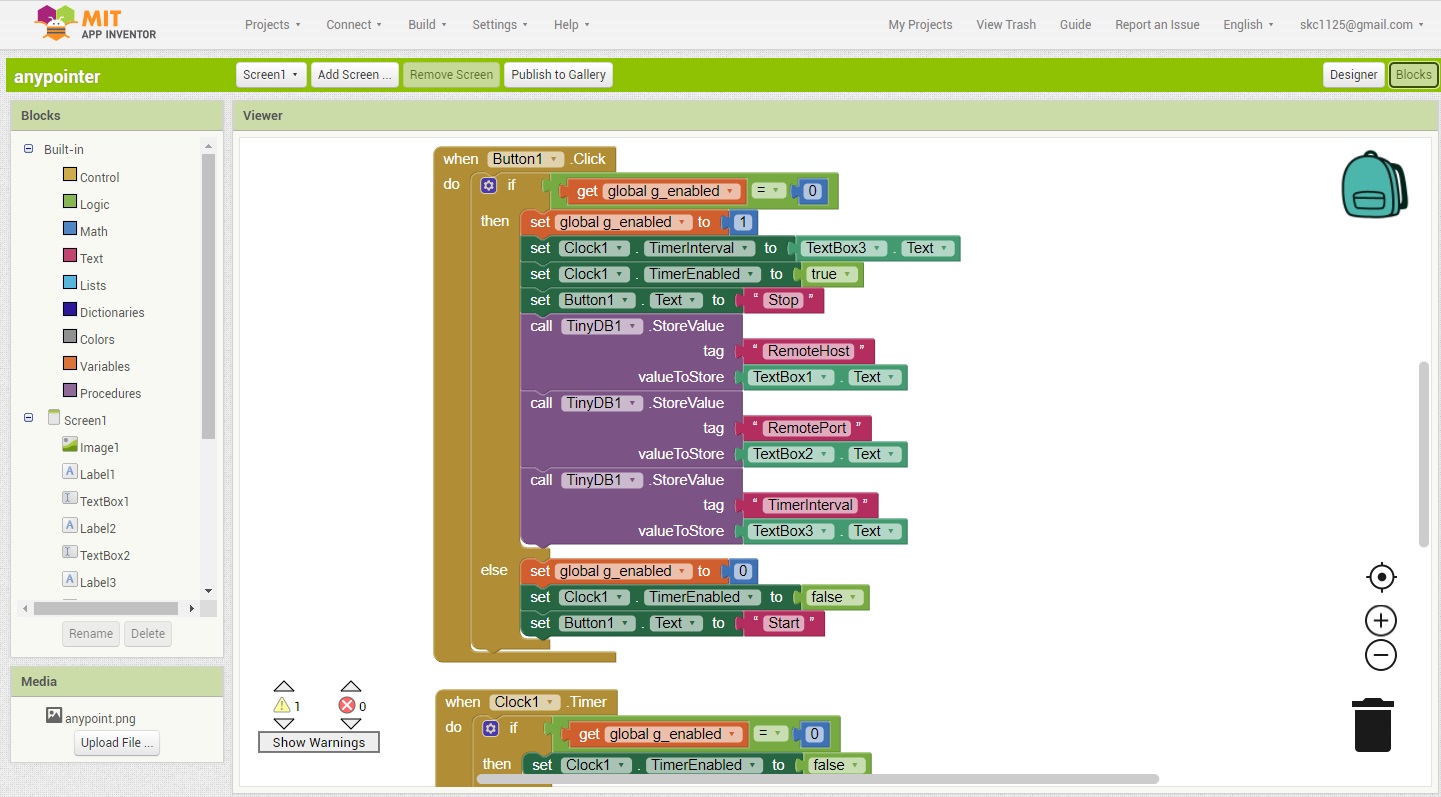 MIT
APP INVENTOR
Projects Connect Build Settings Help My Projects View Trash Guide Report an Issue English skc1125@gmail.com
anypointer Screen1 Add Screen ... Remove Screen Publish to Gallery Designer Blocks
Blocks
Built-in
Control
Logic
Math
Text
Lists
Dictionaries
Colors
Variables
Procedures
Screen1
Image1
Label1
TextBox1
Label2
TextBox2
Label3
Rename Delete
Media
anypoint.png
Upload File ...
Viewer
when Button1 .Click
do if get global g_enabled = 0
then set global g_enabled to 1
set Clock1 . TimerInterval to TextBox3 . Text
set Clock1 . TimerEnabled to true
set Button1 . Text to “ Stop ”
call TinyDB1 .StoreValue
tag “ RemoteHost ”
valueToStore TextBox1 . Text
call TinyDB1 .StoreValue
tag “ RemotePort ”
valueToStore TextBox2 . Text
call TinyDB1 .StoreValue
tag “ TimerInterval ”
valueToStore TextBox3 . Text
else set global g_enabled to 0
set Clock1 . TimerEnabled to false
set Button1 . Text to “ Start ”
when Clock1 .Timer
do if get global g_enabled = 0
then set Clock1 . TimerEnabled to false
1 0
Show Warnings